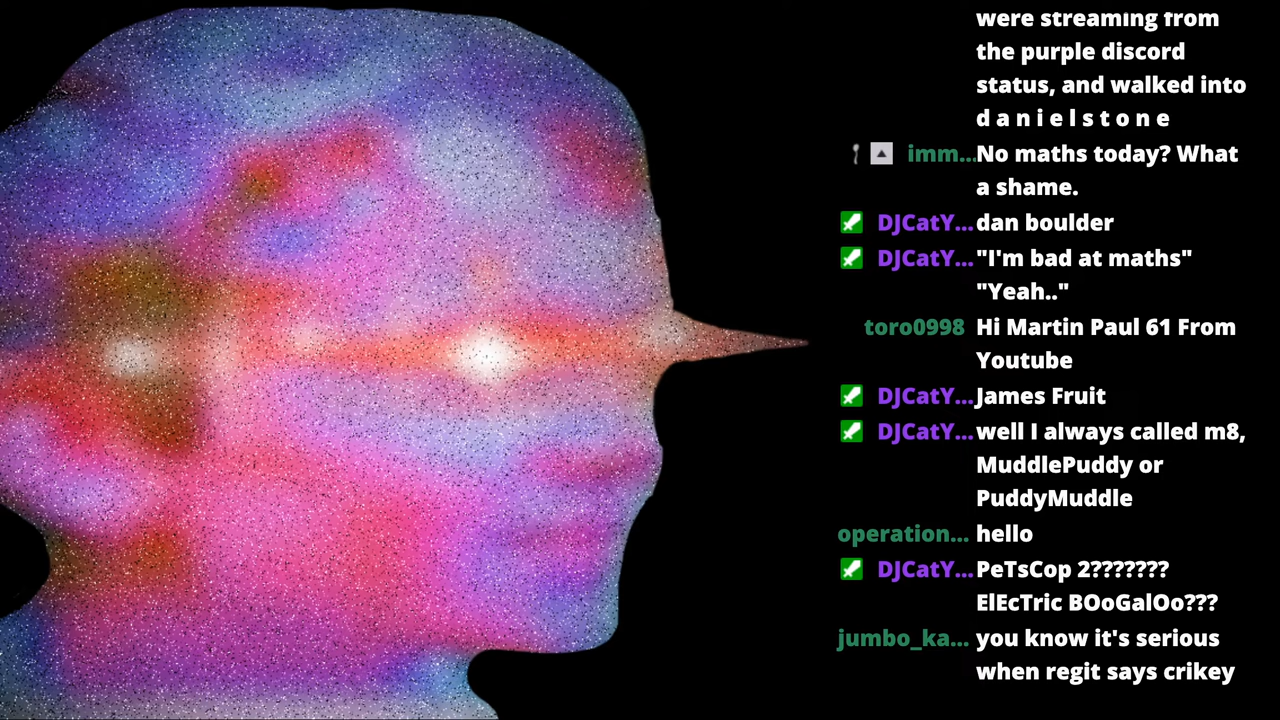 were streaming from
the purple discord
status, and walked into
d a n i e l s t o n e
imm... No maths today? What
a shame.
DJCatY... dan boulder
DJCatY... "I'm bad at maths"
"Yeah.."
toro0998 Hi Martin Paul 61 From
Youtube
DJCatY... James Fruit
DJCatY... well I always called m8,
MuddlePuddy or
PuddyMuddle
operation... hello
DJCatY... PeTsCop 2???????
ElEcTric BOoGalOo???
jumbo_ka... you know it's serious
when regit says crikey